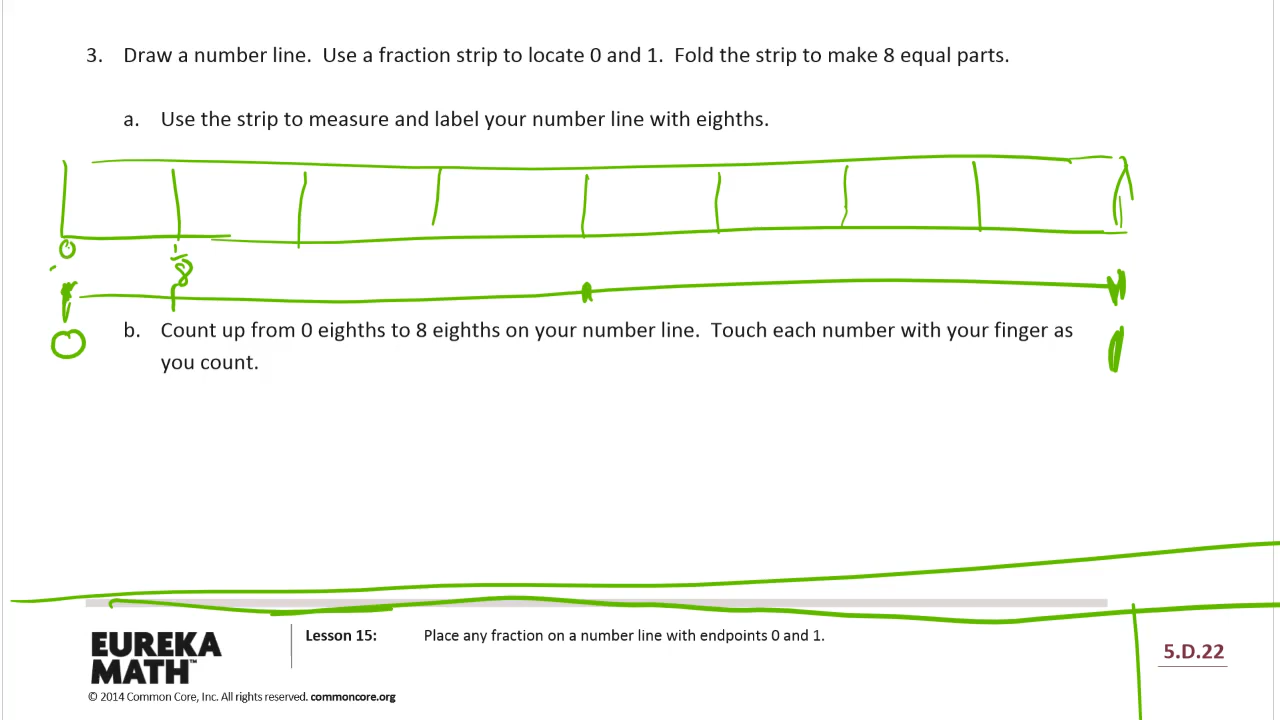 3. Draw a number line. Use a fraction strip to locate 0 and 1. Fold the strip to make 8 equal parts.
a. Use the strip to measure and label your number line with eighths.
0 1/8
0 1
b. Count up from 0 eighths to 8 eighths on your number line. Touch each number with your finger as
you count.
EUREKA
MATH™
Lesson 15: Place any fraction on a number line with endpoints 0 and 1.
5.D.22
© 2014 Common Core, Inc. All rights reserved. commoncore.org